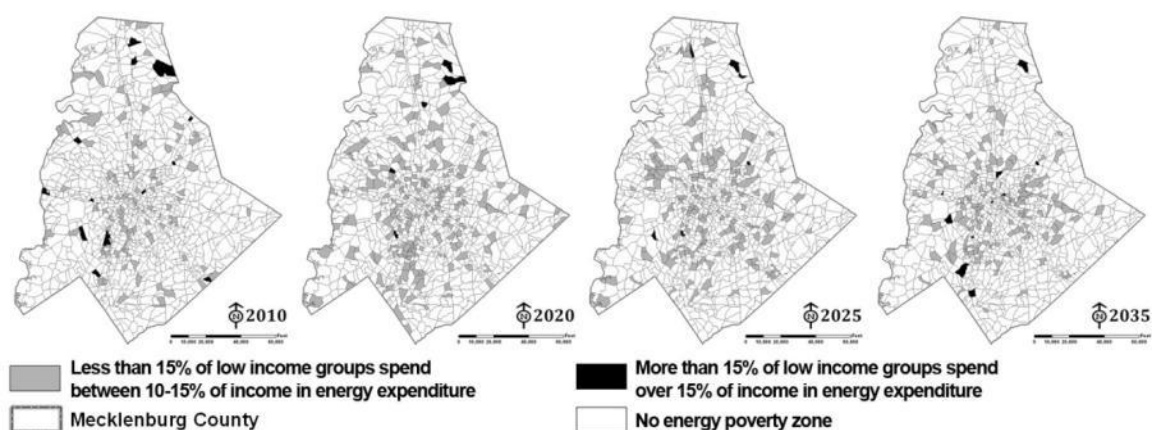 2010
2020
2025
2035
Less than 15% of low income groups spend
between 10-15% of income in energy expenditure
More than 15% of low income groups spend
over 15% of income in energy expenditure
Mecklenburg County
No energy poverty zone